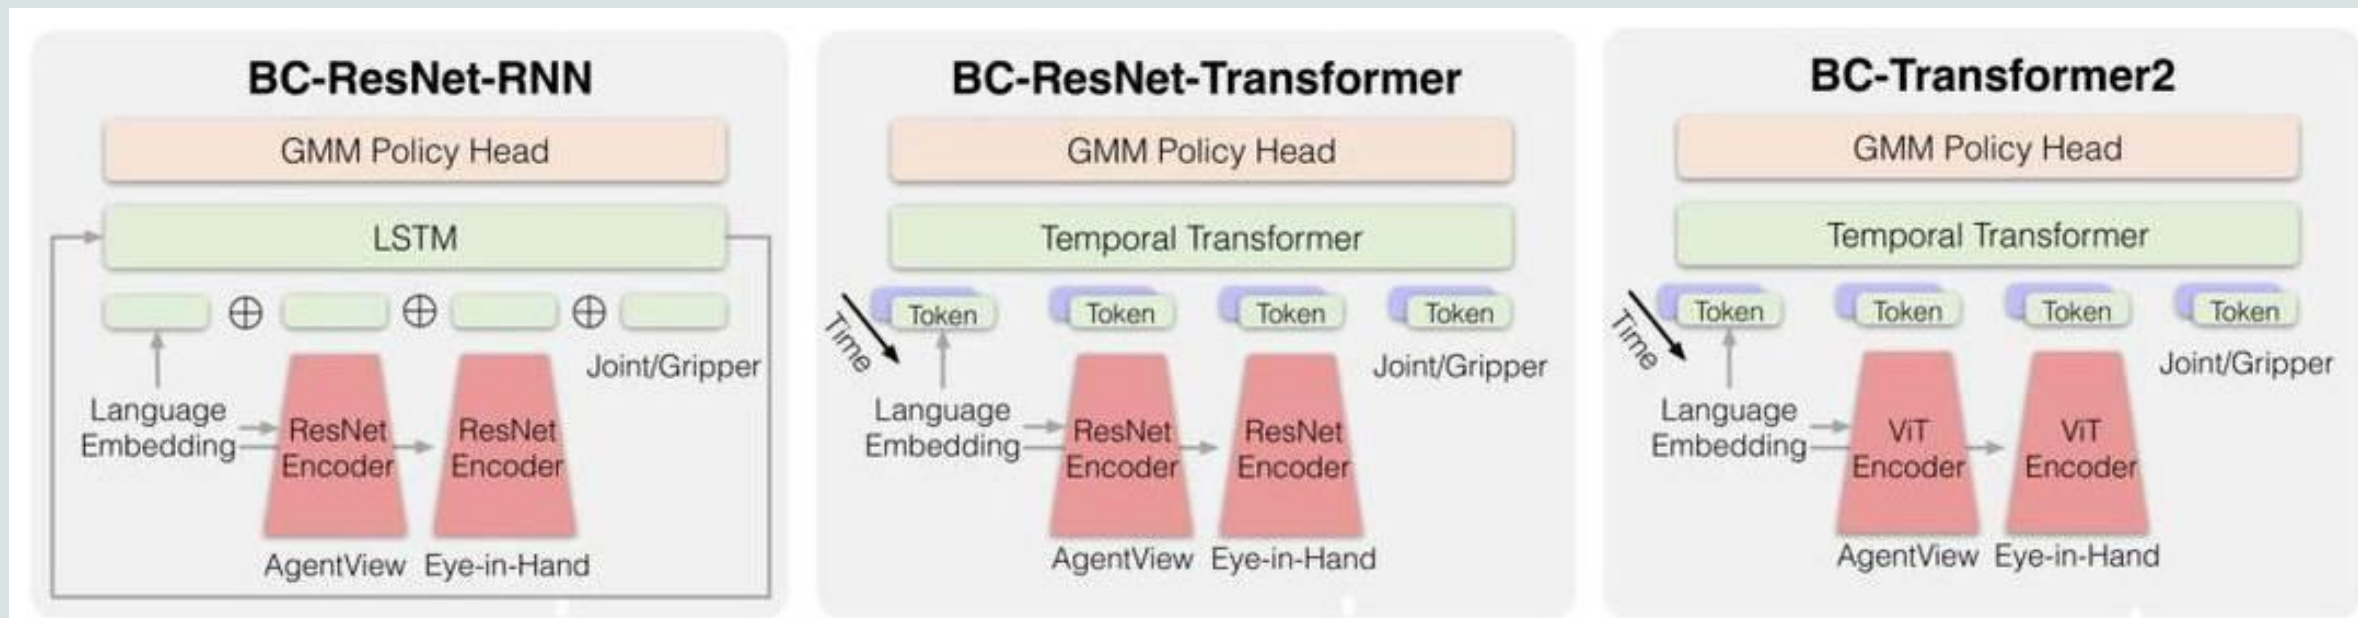 BC-ResNet-RNN
GMM Policy Head
LSTM
Joint/Gripper
Language
Embedding
ResNet
Encoder
ResNet
Encoder
AgentView
Eye-in-Hand
BC-ResNet-Transformer
GMM Policy Head
Temporal Transformer
Time
Token
Token
Token
Token
Joint/Gripper
Language
Embedding
ResNet
Encoder
ResNet
Encoder
AgentView
Eye-in-Hand
BC-Transformer2
GMM Policy Head
Temporal Transformer
Time
Token
Token
Token
Token
Joint/Gripper
Language
Embedding
ViT
Encoder
ViT
Encoder
AgentView
Eye-in-Hand